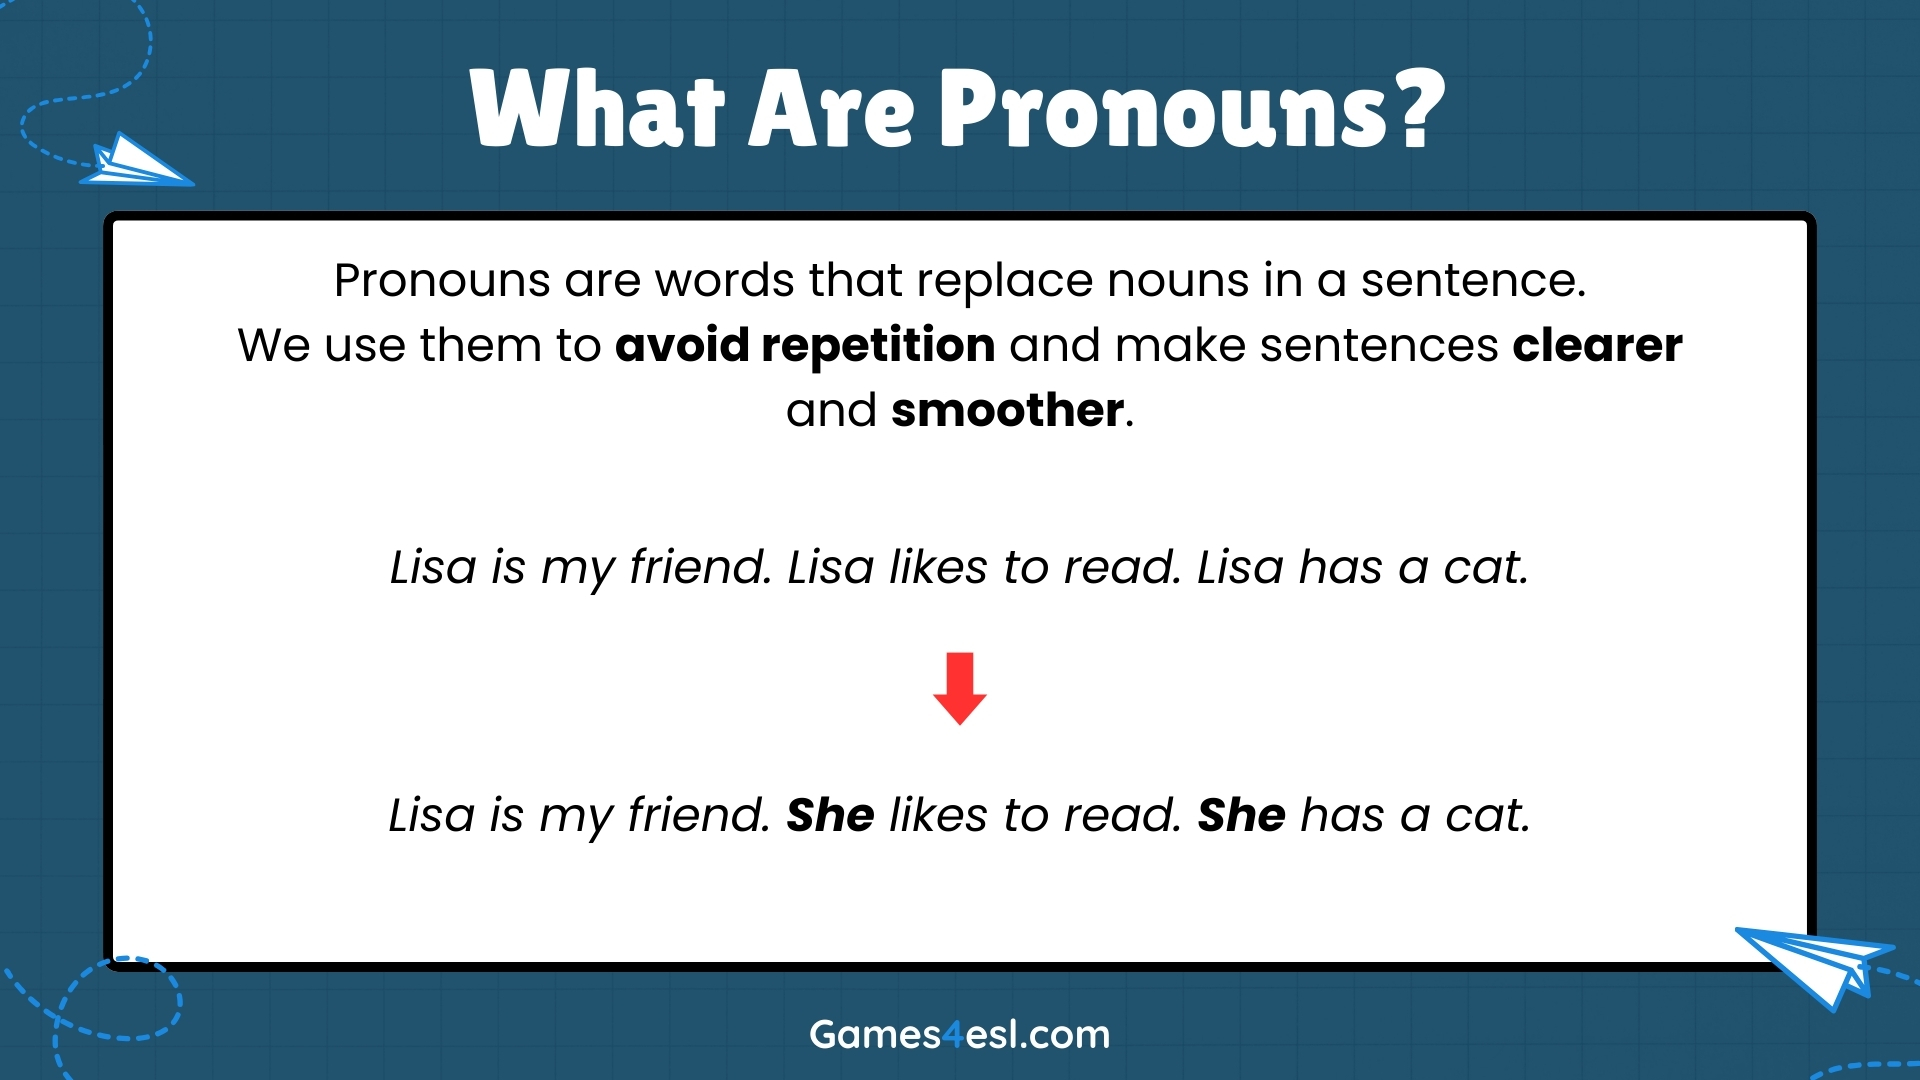 What Are Pronouns?
Pronouns are words that replace nouns in a sentence.
We use them to avoid repetition and make sentences clearer
and smoother.
Lisa is my friend. Lisa likes to read. Lisa has a cat.
Lisa is my friend. She likes to read. She has a cat.
Games4esl.com